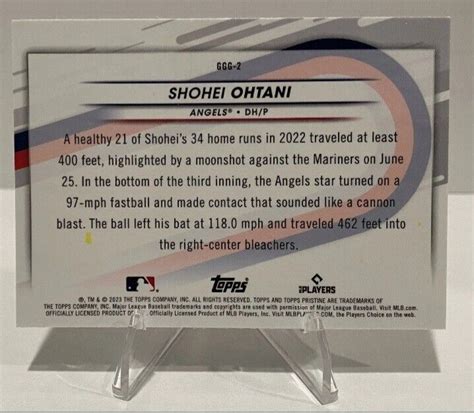 GGG-2
SHOHEI OHTANI
ANGELS® • DH/P
A healthy 21 of Shohei's 34 home runs in 2022 traveled at least
400 feet, highlighted by a moonshot against the Mariners on June
25. In the bottom of the third inning, the Angels star turned on a
97-mph fastball and made contact that sounded like a cannon
blast. The ball left his bat at 118.0 mph and traveled 462 feet into
the right-center bleachers.
Topps
PLAYERS
®, TM & © 2023 THE TOPPS COMPANY, INC. ALL RIGHTS RESERVED. TOPPS AND TOPPS PRISTINE ARE TRADEMARKS OF
THE TOPPS COMPANY, INC. Major League Baseball trademarks and copyrights are used with permission of Major League Baseball. Visit MLB.com.
OFFICIALLY LICENSED PRODUCT Officially Licensed Product of MLB Players, Inc. Visit the Players Choice on the web.